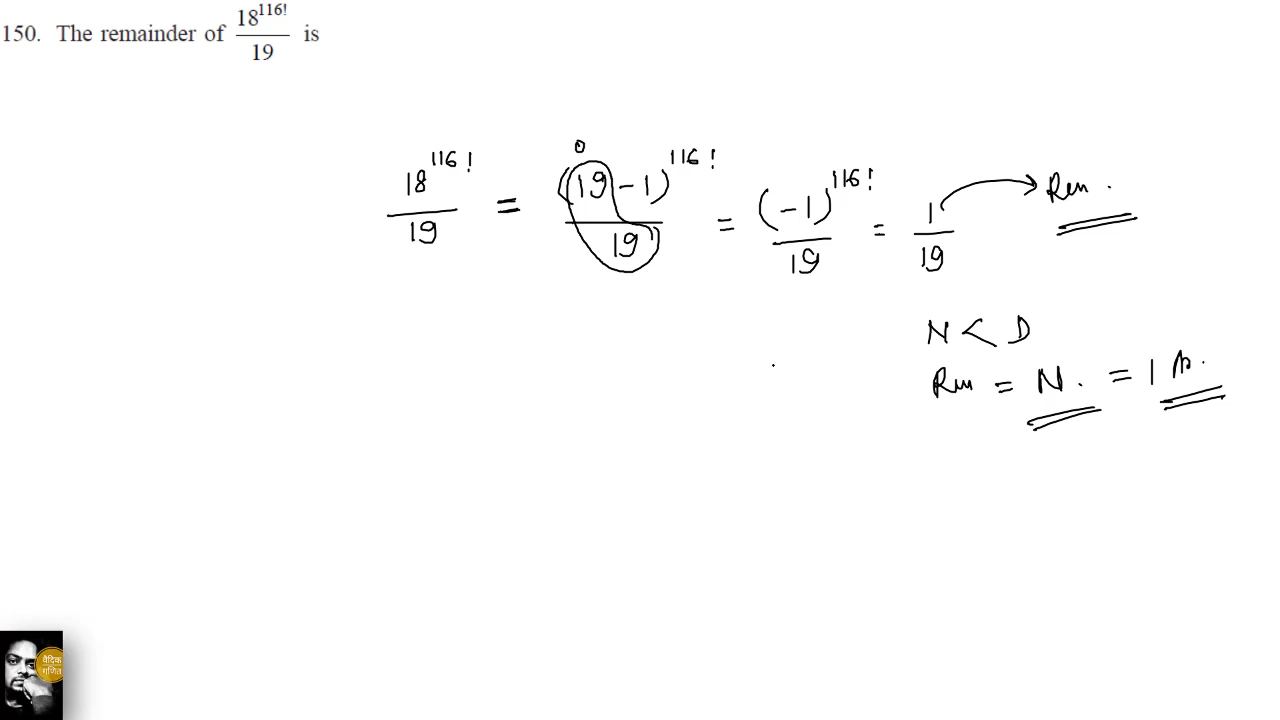 150. The remainder of 18^116! / 19 is
18^116! / 19 = (19 - 1)^116! / 19 = (-1)^116! / 19 = 1 / 19 → Rem.
0
N < D
Rem = N. = 1 A.
वैदिक
गणित